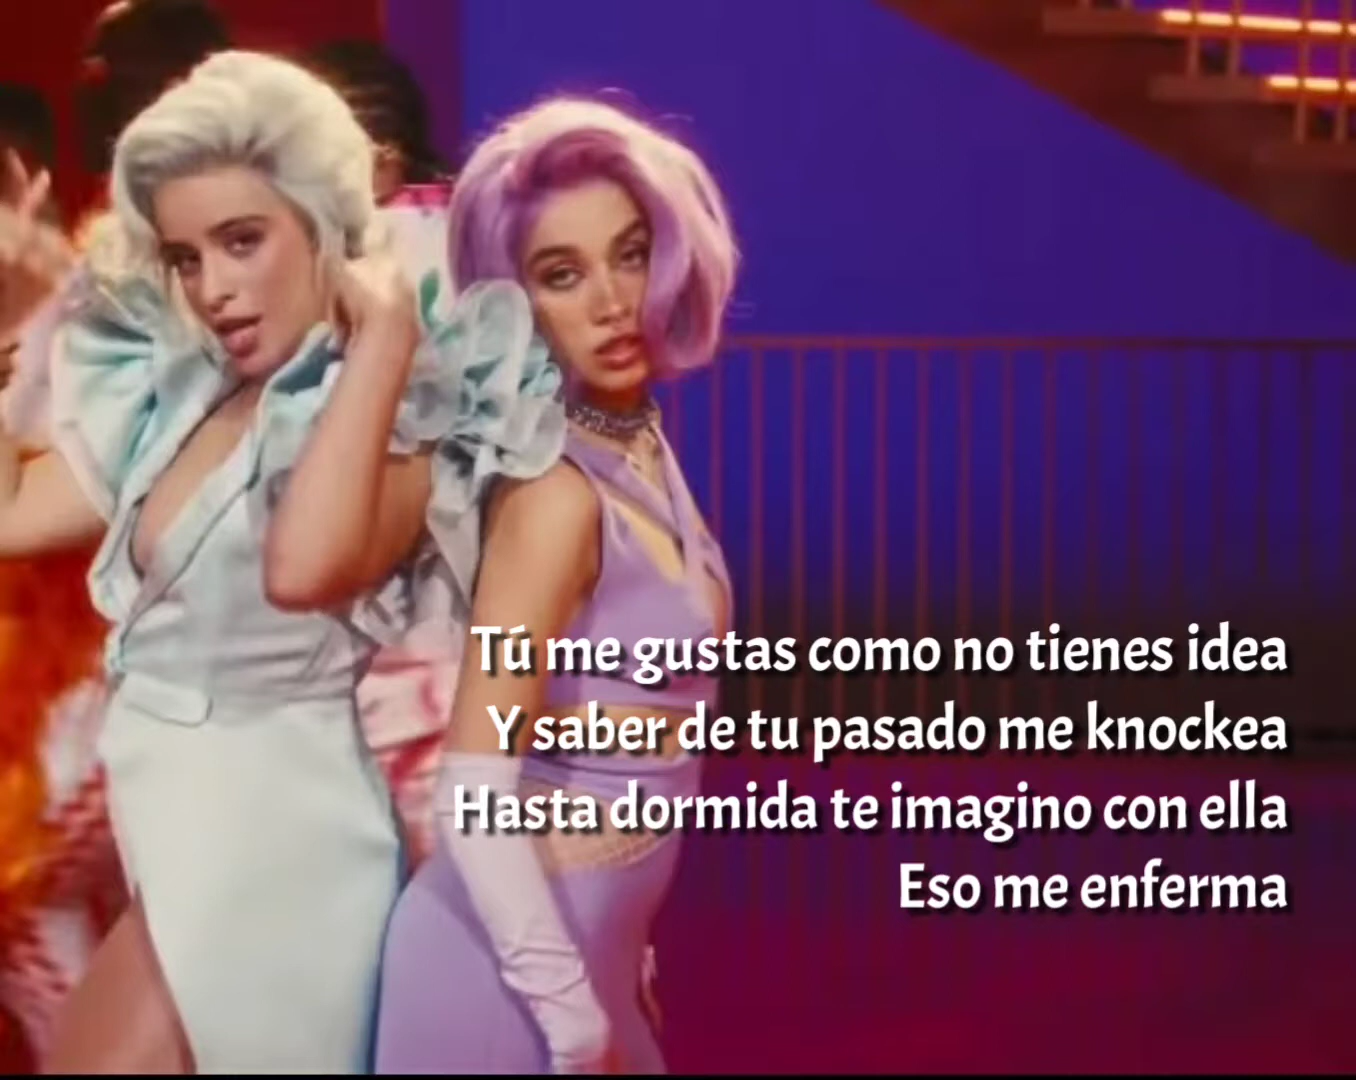 Tú me gustas como no tienes idea
Y saber de tu pasado me knockea
Hasta dormida te imagino con ella
Eso me enferma